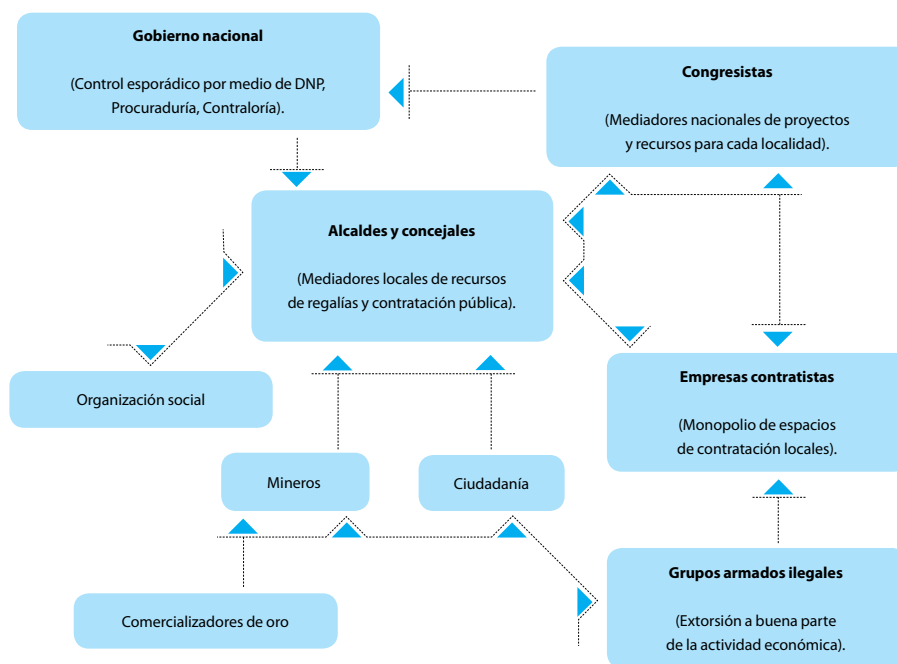 Gobierno nacional
(Control esporádico por medio de DNP,
Procuraduría, Contraloría).
Congresistas
(Mediadores nacionales de proyectos
y recursos para cada localidad).
Alcaldes y concejales
(Mediadores locales de recursos
de regalías y contratación pública).
Organización social
Empresas contratistas
(Monopolio de espacios
de contratación locales).
Mineros
Ciudadanía
Grupos armados ilegales
(Extorsión a buena parte
de la actividad económica).
Comercializadores de oro